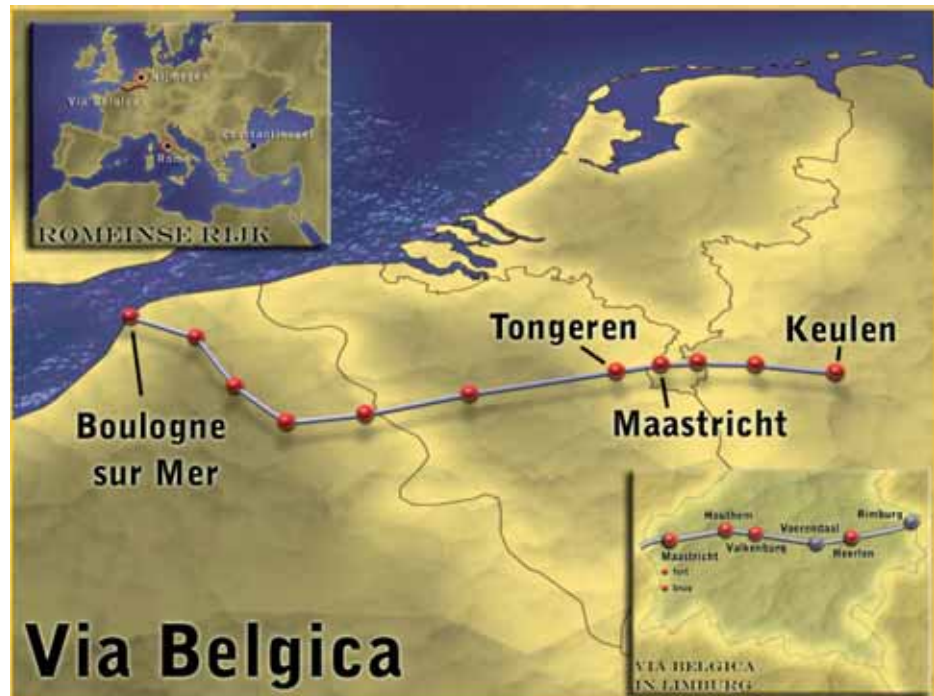 Nijmegen
Via Belgica
Constantinopel
Rome
ROMEINSE RIJK
Tongeren
Keulen
Boulogne
sur Mer
Maastricht
Rimburg
Houthem
Voerendaal
Maastricht
Valkenburg
Heerlen
fort
brug
Via Belgica
VIA BELGICA
IN LIMBURG